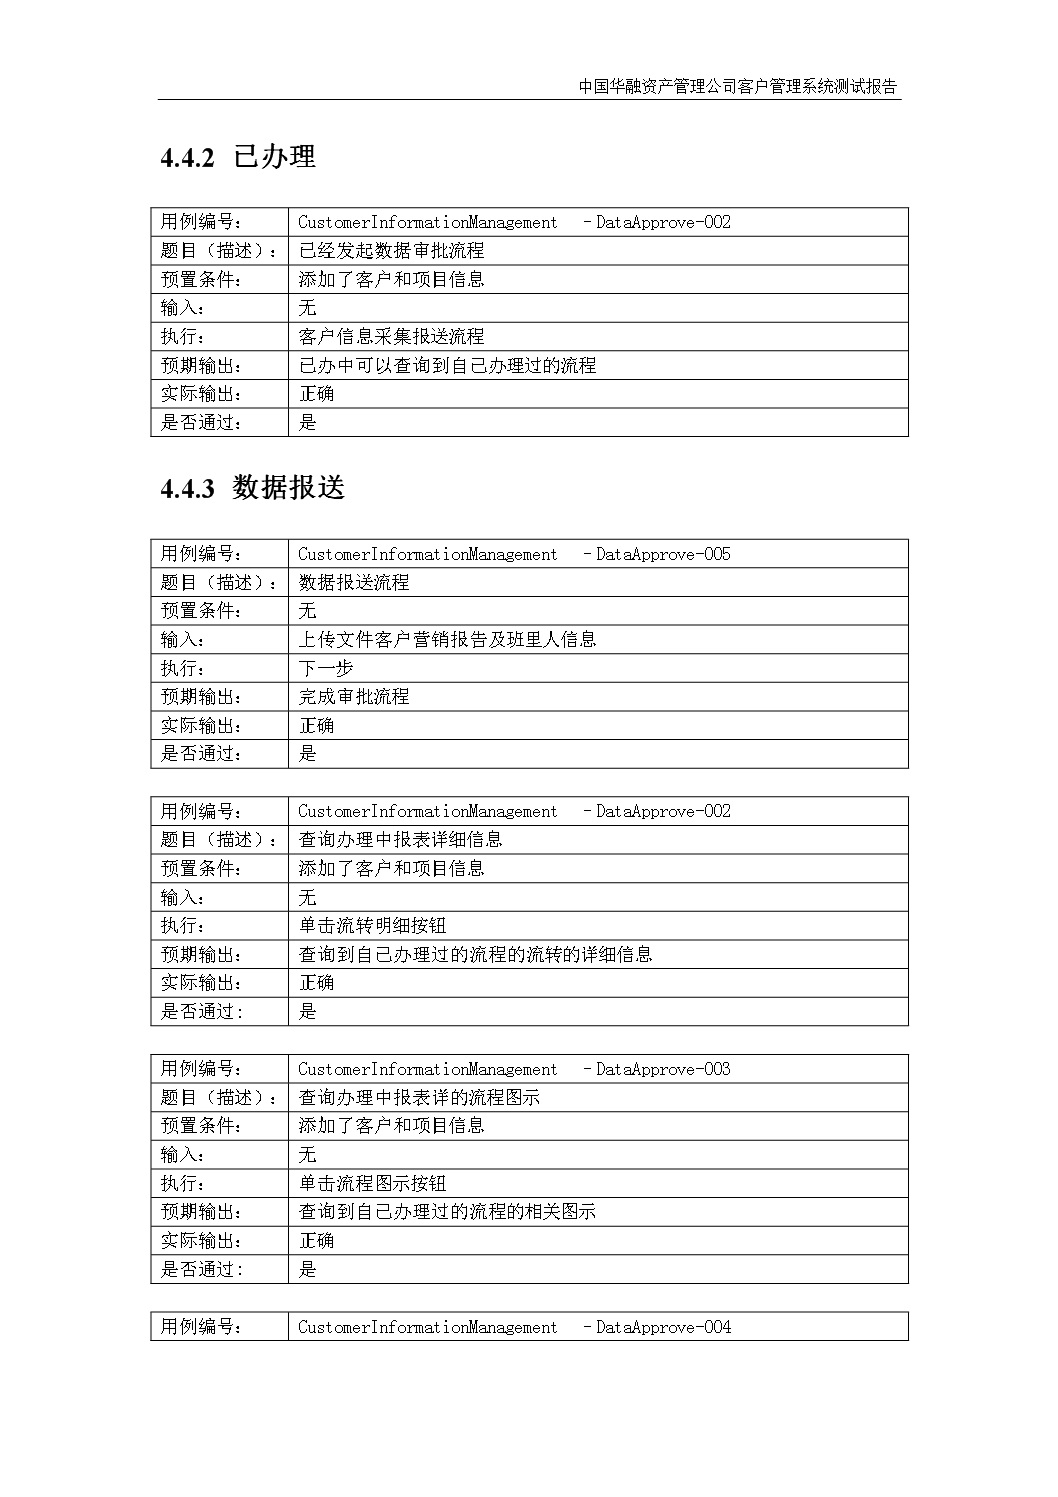 中国华融资产管理公司客户管理系统测试报告
4.4.2 已办理
用例编号： CustomerInformationManagement －DataApprove-002
题目（描述）： 已经发起数据审批流程
预置条件： 添加了客户和项目信息
输入： 无
执行： 客户信息采集报送流程
预期输出： 已办中可以查询到自己办理过的流程
实际输出： 正确
是否通过： 是
4.4.3 数据报送
用例编号： CustomerInformationManagement －DataApprove-005
题目（描述）： 数据报送流程
预置条件： 无
输入： 上传文件客户营销报告及班里人信息
执行： 下一步
预期输出： 完成审批流程
实际输出： 正确
是否通过： 是
用例编号： CustomerInformationManagement －DataApprove-002
题目（描述）： 查询办理中报表详细信息
预置条件： 添加了客户和项目信息
输入： 无
执行： 单击流转明细按钮
预期输出： 查询到自己办理过的流程的流转的详细信息
实际输出： 正确
是否通过: 是
用例编号： CustomerInformationManagement －DataApprove-003
题目（描述）： 查询办理中报表详的流程图示
预置条件： 添加了客户和项目信息
输入： 无
执行： 单击流程图示按钮
预期输出： 查询到自己办理过的流程的相关图示
实际输出： 正确
是否通过: 是
用例编号： CustomerInformationManagement －DataApprove-004